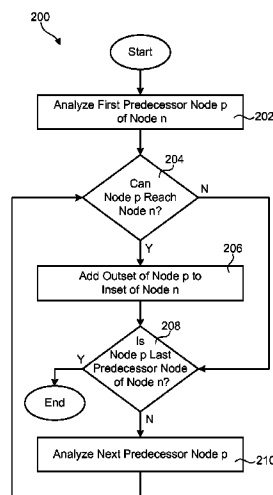 200
Start
Analyze First Predecessor Node p
of Node n
202
204
Can
Node p Reach
Node n?
N
Y
206
Add Outset of Node p to
Inset of Node n
208
Is
Node p Last
Predecessor Node
of Node n?
Y
End
N
Analyze Next Predecessor Node p
210